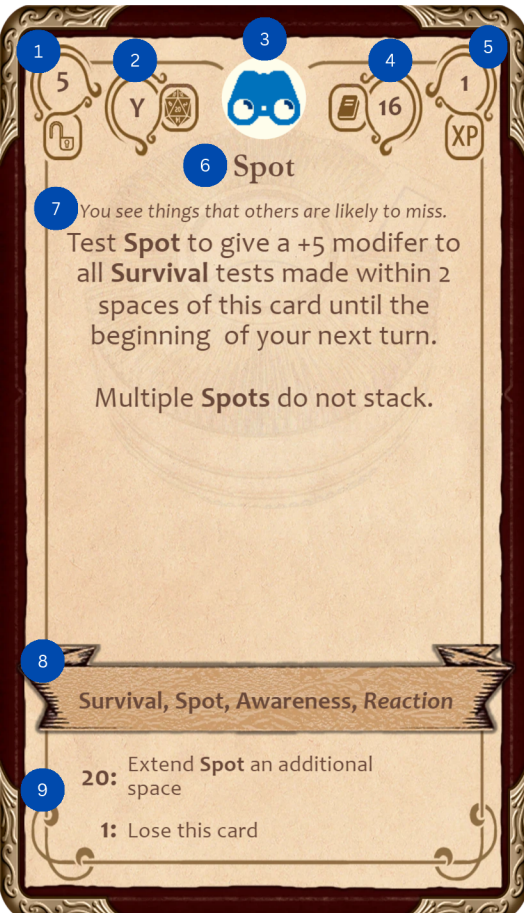 1
2
3
4
5
5
Y
20
16
1
XP
6
Spot
7
You see things that others are likely to miss.
Test Spot to give a +5 modifer to
all Survival tests made within 2
spaces of this card until the
beginning of your next turn.
Multiple Spots do not stack.
8
Survival, Spot, Awareness, Reaction
9
20: Extend Spot an additional
space
1: Lose this card